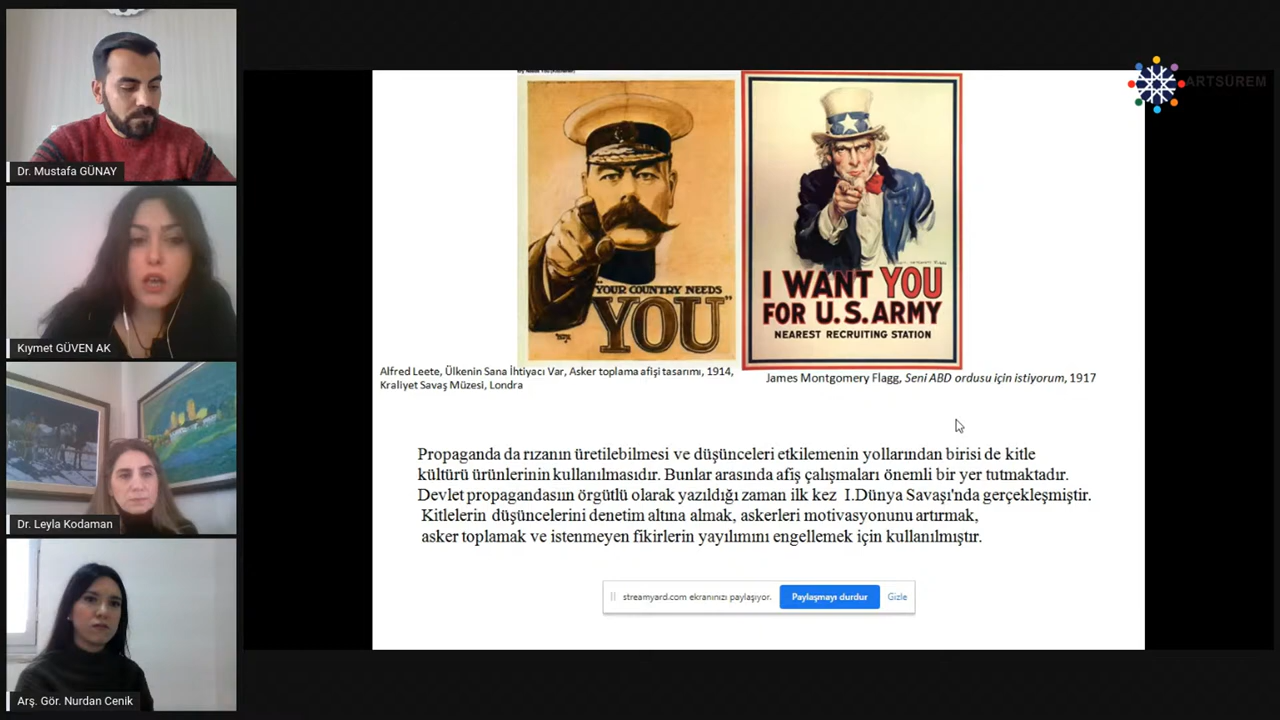 Dr. Mustafa GÜNAY
Kıymet GÜVEN AK
Dr. Leyla Kodaman
Arş. Gör. Nurdan Cenik
ARTSÜREM
"YOUR COUNTRY NEEDS
YOU"
I WANT YOU
FOR U.S. ARMY
NEAREST RECRUITING STATION
Alfred Leete, Ülkenin Sana İhtiyacı Var, Asker toplama afişi tasarımı, 1914,
Kraliyet Savaş Müzesi, Londra
James Montgomery Flagg, Seni ABD ordusu için istiyorum, 1917
Propaganda da rızanın üretilebilmesi ve düşünceleri etkilemenin yollarından birisi de kitle
kültürü ürünlerinin kullanılmasıdır. Bunlar arasında afiş çalışmaları önemli bir yer tutmaktadır.
Devlet propagandasın örgütlü olarak yazıldığı zaman ilk kez I.Dünya Savaşı'nda gerçekleşmiştir.
Kitlelerin düşüncelerini denetim altına almak, askerleri motivasyonunu artırmak,
asker toplamak ve istenmeyen fikirlerin yayılımını engellemek için kullanılmıştır.
streamyard.com ekranınızı paylaşıyor.
Paylaşmayı durdur
Gizle